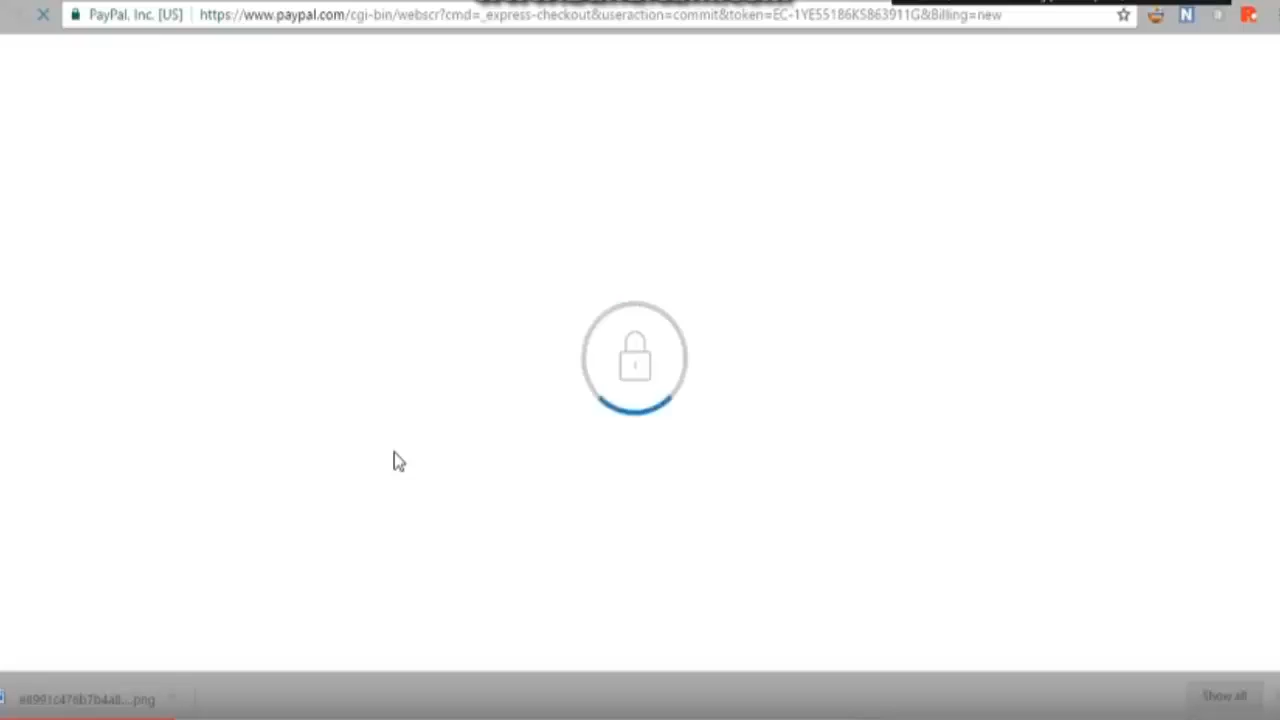 PayPal, Inc. [US] https://www.paypal.com/cgi-bin/webscr?cmd=_express-checkout&useraction=commit&token=EC-1YE55186KS863911G&Billing=new
N
Show all